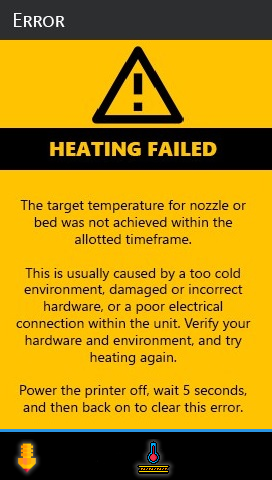 Error
HEATING FAILED
The target temperature for nozzle or
bed was not achieved within the
allotted timeframe.
This is usually caused by a too cold
environment, damaged or incorrect
hardware, or a poor electrical
connection within the unit. Verify your
hardware and environment, and try
heating again.
Power the printer off, wait 5 seconds,
and then back on to clear this error.